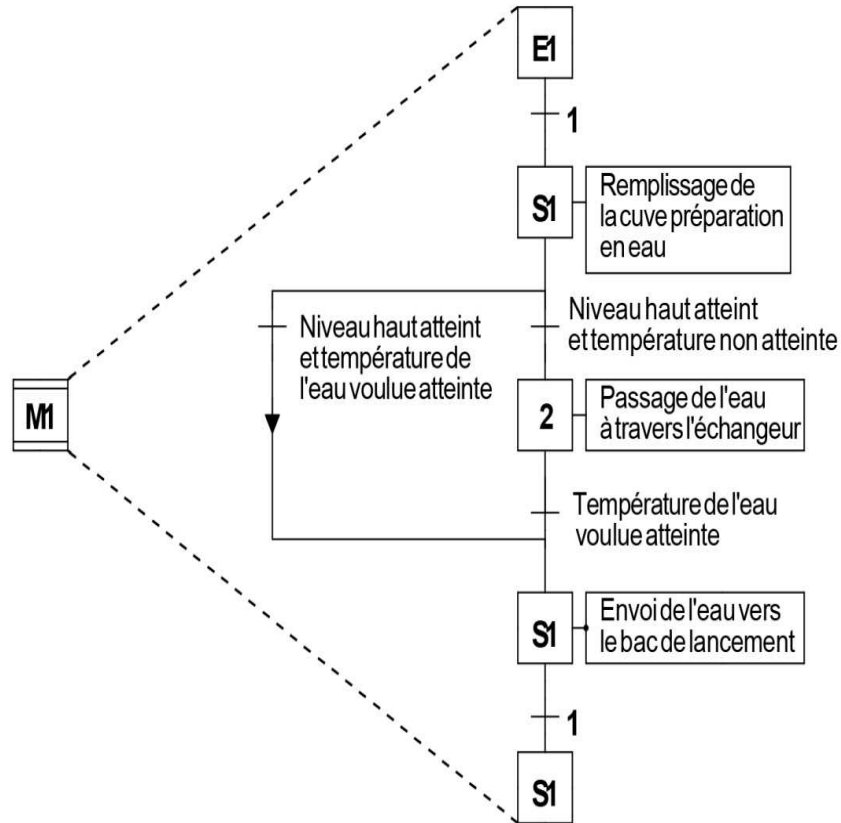 E1
1
S1
Remplissage de
la cuve préparation
en eau
Niveau haut atteint
et température de
l'eau voulue atteinte
Niveau haut atteint
et température non atteinte
M1
2
Passage de l'eau
à travers l'échangeur
Température de l'eau
voulue atteinte
S1
Envoi de l'eau vers
le bac de lancement
1
S1